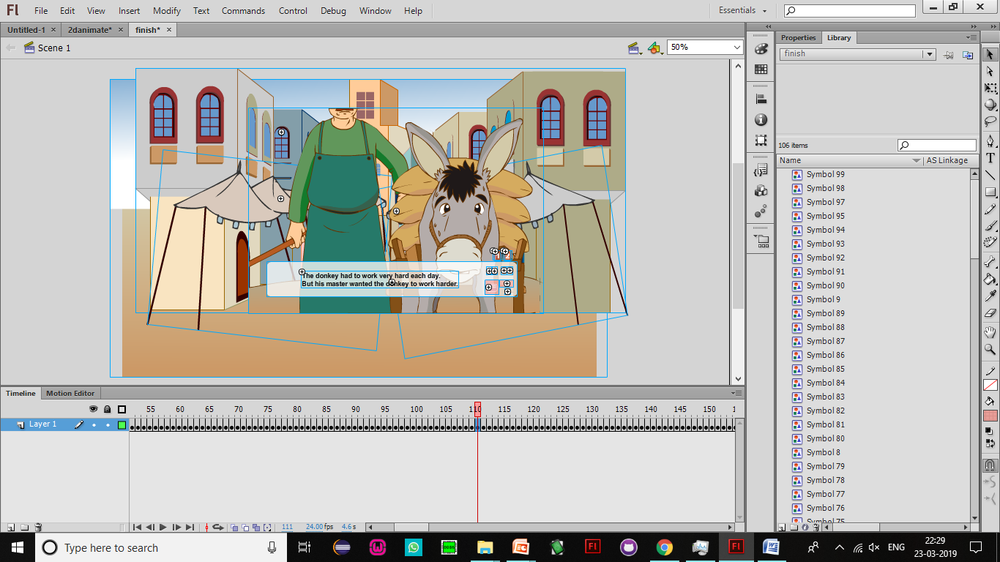 Fl File Edit View Insert Modify Text Commands Control Debug Window Help Essentials
Untitled-1 × 2danimate* × finish* ×
Scene 1 50%
The donkey had to work very hard each day.
But his master wanted the donkey to work harder.
Properties Library
finish
106 items
Name AS Linkage
Symbol 99
Symbol 98
Symbol 97
Symbol 95
Symbol 94
Symbol 93
Symbol 92
Symbol 91
Symbol 90
Symbol 9
Symbol 89
Symbol 88
Symbol 87
Symbol 86
Symbol 85
Symbol 84
Symbol 83
Symbol 82
Symbol 81
Symbol 80
Symbol 8
Symbol 79
Symbol 78
Symbol 77
Symbol 76
Symbol 75
Timeline Motion Editor
55 60 65 70 75 80 85 90 95 100 105 110 115 120 125 130 135 140 145 150
Layer 1
111 24.00 fps 4.6 s
Type here to search
ENG
22:29
23-03-2019